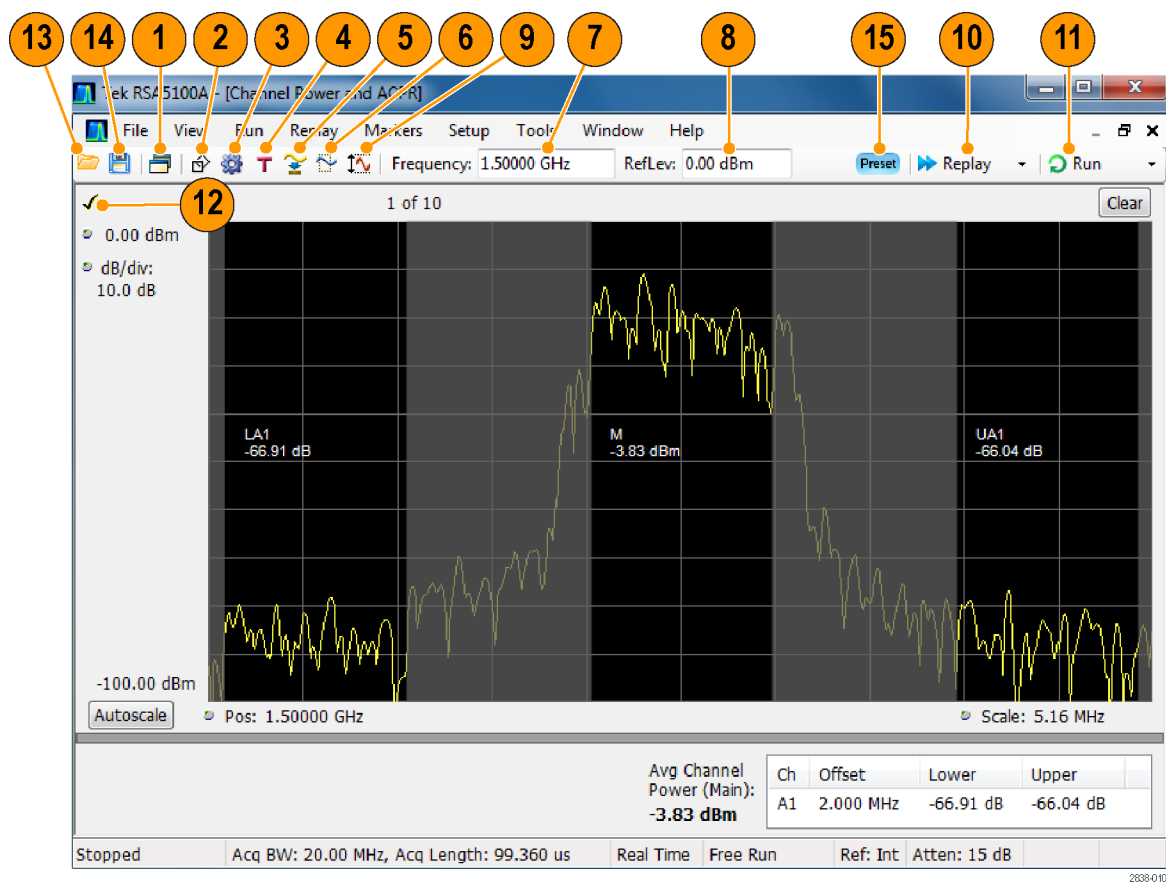 13 14 1 2 3 4 5 6 9 7 8 15 10 11
Tek RSA5100A - [Channel Power and ACPR]
File View Run Replay Markers Setup Tools Window Help
T Frequency: 1.50000 GHz RefLev: 0.00 dBm Preset Replay Run
12 1 of 10 Clear
0.00 dBm
dB/div:
10.0 dB
LA1
-66.91 dB
M
-3.83 dBm
UA1
-66.04 dB
-100.00 dBm
Autoscale Pos: 1.50000 GHz Scale: 5.16 MHz
Avg Channel
Power (Main):
-3.83 dBm
Ch Offset Lower Upper
A1 2.000 MHz -66.91 dB -66.04 dB
Stopped Acq BW: 20.00 MHz, Acq Length: 99.360 us Real Time Free Run Ref: Int Atten: 15 dB
2838-010